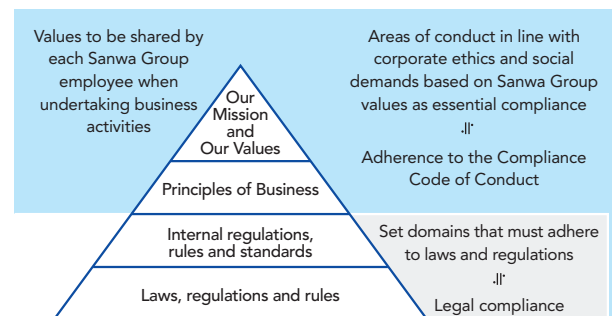 Values to be shared by
each Sanwa Group
employee when
undertaking business
activities
Areas of conduct in line with
corporate ethics and social
demands based on Sanwa Group
values as essential compliance
Adherence to the Compliance
Code of Conduct
Our
Mission
and
Our Values
Principles of Business
Internal regulations,
rules and standards
Laws, regulations and rules
Set domains that must adhere
to laws and regulations
Legal compliance